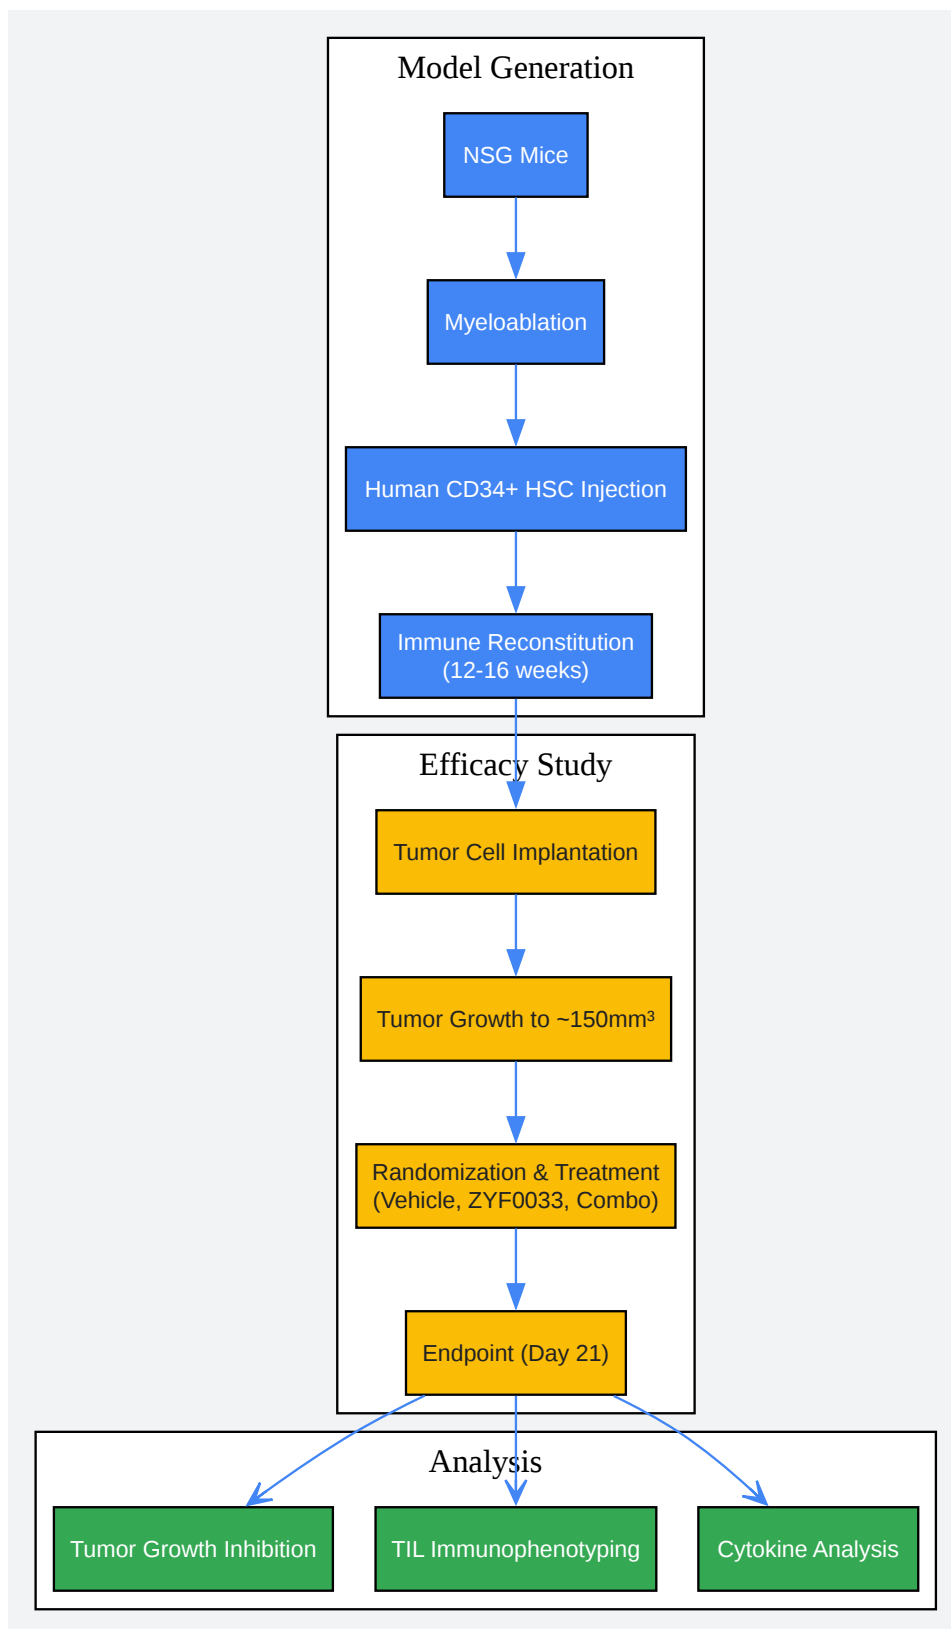 Model Generation
NSG Mice
Myeloablation
Human CD34+ HSC Injection
Immune Reconstitution
(12-16 weeks)
Efficacy Study
Tumor Cell Implantation
Tumor Growth to ~150mm³
Randomization & Treatment
(Vehicle, ZYF0033, Combo)
Endpoint (Day 21)
Analysis
Tumor Growth Inhibition
TIL Immunophenotyping
Cytokine Analysis